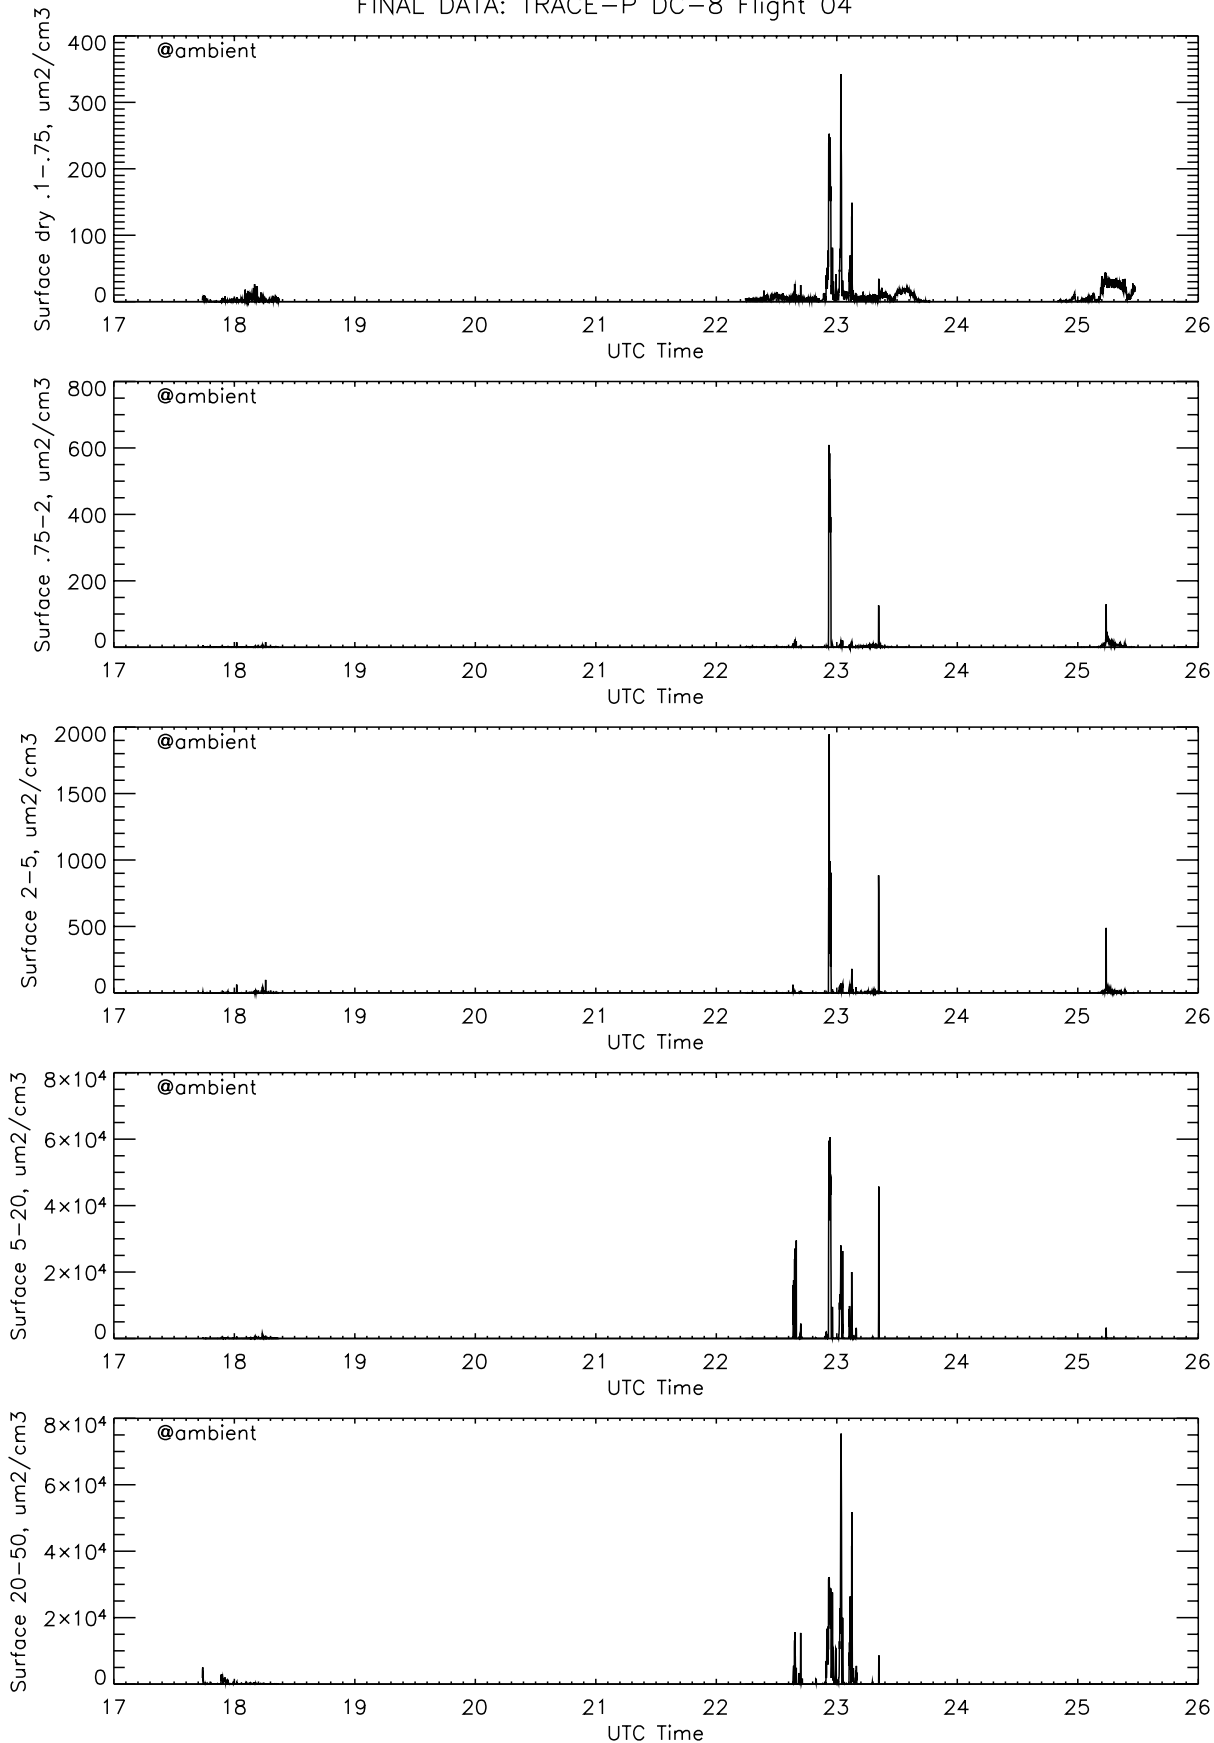 FINAL DATA: TRACE-P DC-8 Flight 04
Surface dry .1-.75, um2/cm3
@ambient
400
300
200
100
0
17 18 19 20 21 22 23 24 25 26
UTC Time
Surface .75-2, um2/cm3
@ambient
800
600
400
200
0
17 18 19 20 21 22 23 24 25 26
UTC Time
Surface 2-5, um2/cm3
@ambient
2000
1500
1000
500
0
17 18 19 20 21 22 23 24 25 26
UTC Time
Surface 5-20, um2/cm3
@ambient
8×10⁴
6×10⁴
4×10⁴
2×10⁴
0
17 18 19 20 21 22 23 24 25 26
UTC Time
Surface 20-50, um2/cm3
@ambient
8×10⁴
6×10⁴
4×10⁴
2×10⁴
0
17 18 19 20 21 22 23 24 25 26
UTC Time